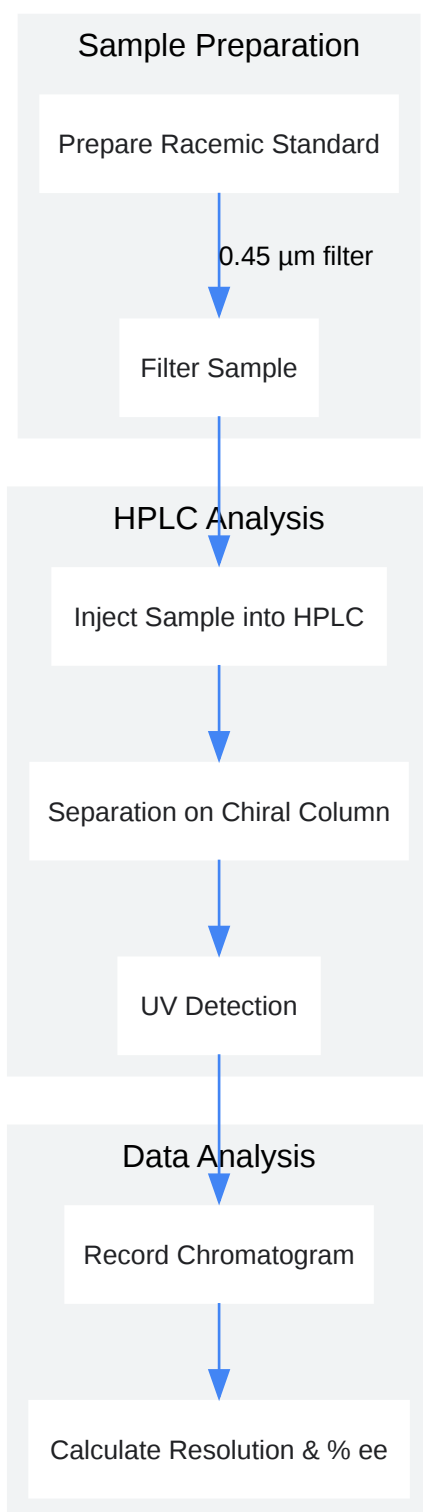 Sample Preparation
Prepare Racemic Standard
0.45 µm filter
Filter Sample
HPLC Analysis
Inject Sample into HPLC
Separation on Chiral Column
UV Detection
Data Analysis
Record Chromatogram
Calculate Resolution & % ee